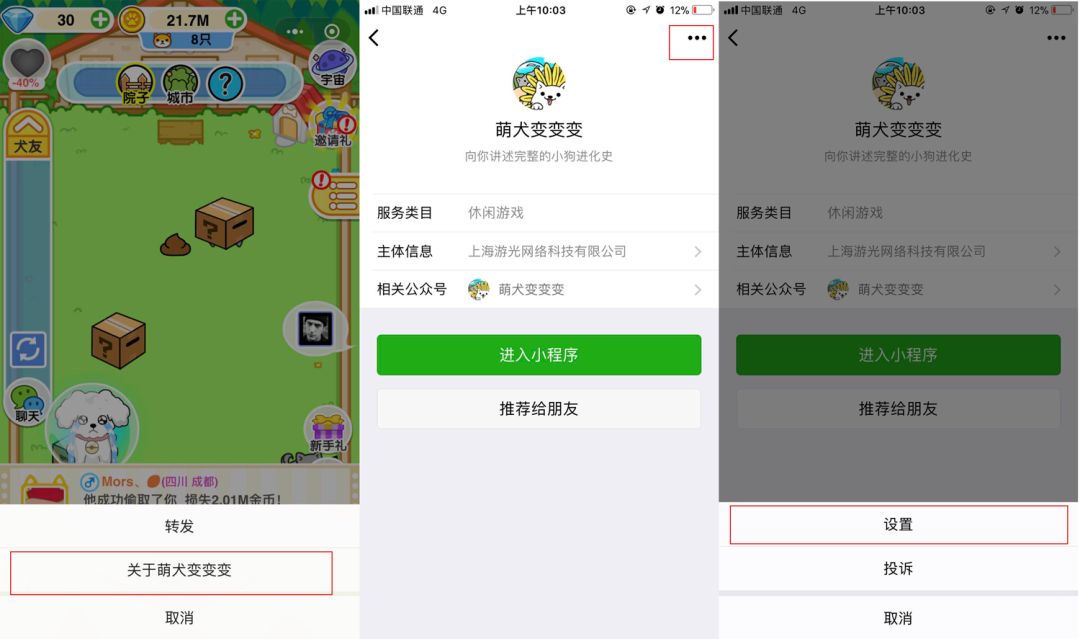 30
21.7M
8只
-40%
院子
城市
?
宇宙
犬友
邀请礼
!
!
?
?
聊天
新手礼
Mors、(四川 成都)
他成功偷取了你 损失2.01M金币!
转发
关于萌犬变变变
取消
中国联通 4G 上午10:03 12%
萌犬变变变
向你讲述完整的小狗进化史
服务类目 休闲游戏
主体信息 上海游光网络科技有限公司
相关公众号 萌犬变变变
进入小程序
推荐给朋友
中国联通 4G 上午10:03 12%
萌犬变变变
向你讲述完整的小狗进化史
服务类目 休闲游戏
主体信息 上海游光网络科技有限公司
相关公众号 萌犬变变变
进入小程序
推荐给朋友
设置
投诉
取消